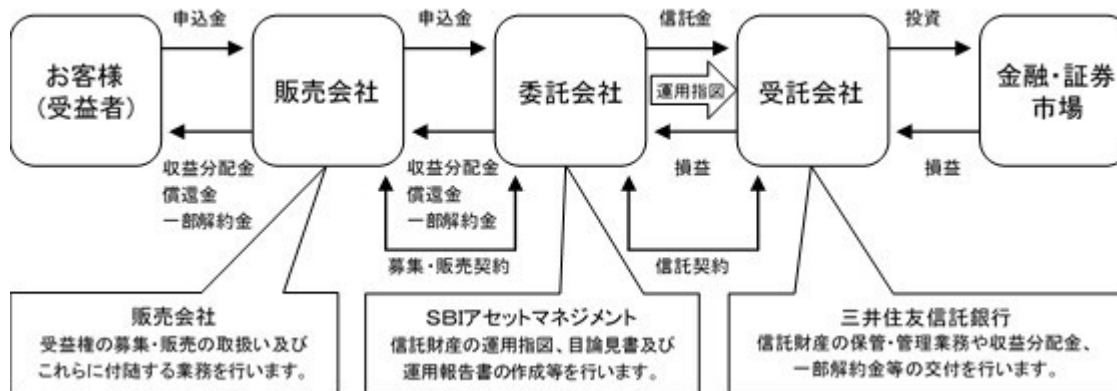 申込金
申込金
信託金
投資
お客様
(受益者)
販売会社
委託会社
運用指図
受託会社
金融・証券
市場
収益分配金
償還金
一部解約金
収益分配金
償還金
一部解約金
損益
損益
募集・販売契約
信託契約
販売会社
受益権の募集・販売の取扱い及び
これらに付随する業務を行います。
SBIアセットマネジメント
信託財産の運用指図、目論見書及び
運用報告書の作成等を行います。
三井住友信託銀行
信託財産の保管・管理業務や収益分配金、
一部解約金等の交付を行います。